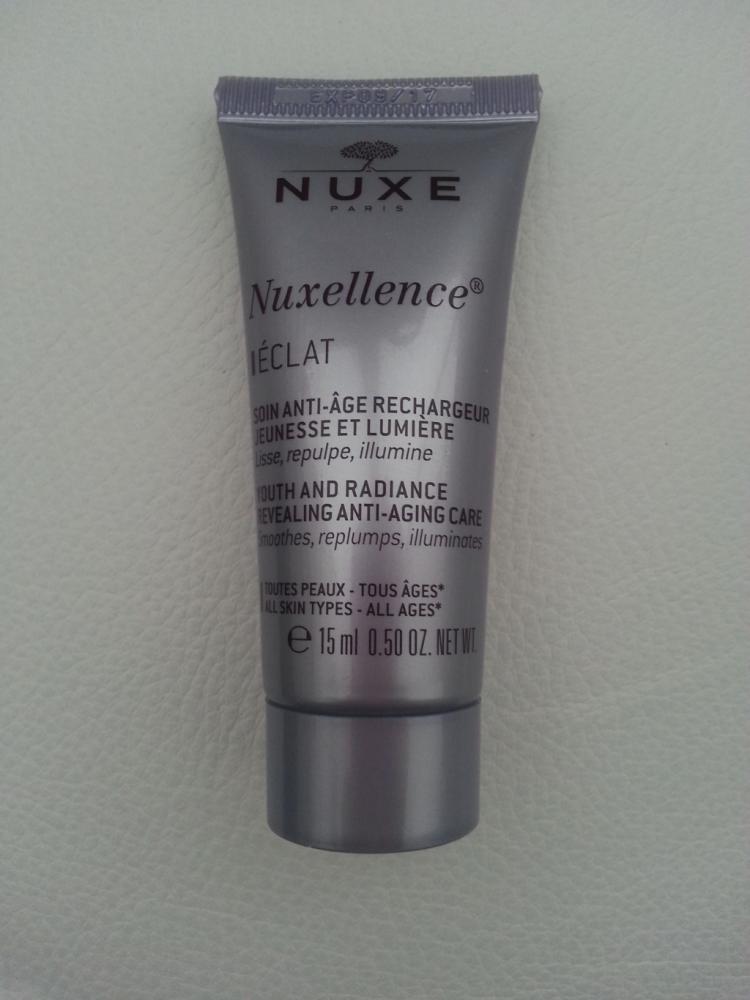 EXP09/17
NUXE
PARIS
Nuxellence®
ÉCLAT
SOIN ANTI-ÂGE RECHARGEUR
JEUNESSE ET LUMIÈRE
Lisse, repulpe, illumine
YOUTH AND RADIANCE
REVEALING ANTI-AGING CARE
Smoothes, replumps, illuminates
TOUTES PEAUX - TOUS ÂGES*
ALL SKIN TYPES - ALL AGES*
℮ 15 ml 0.50 OZ. NET WT.